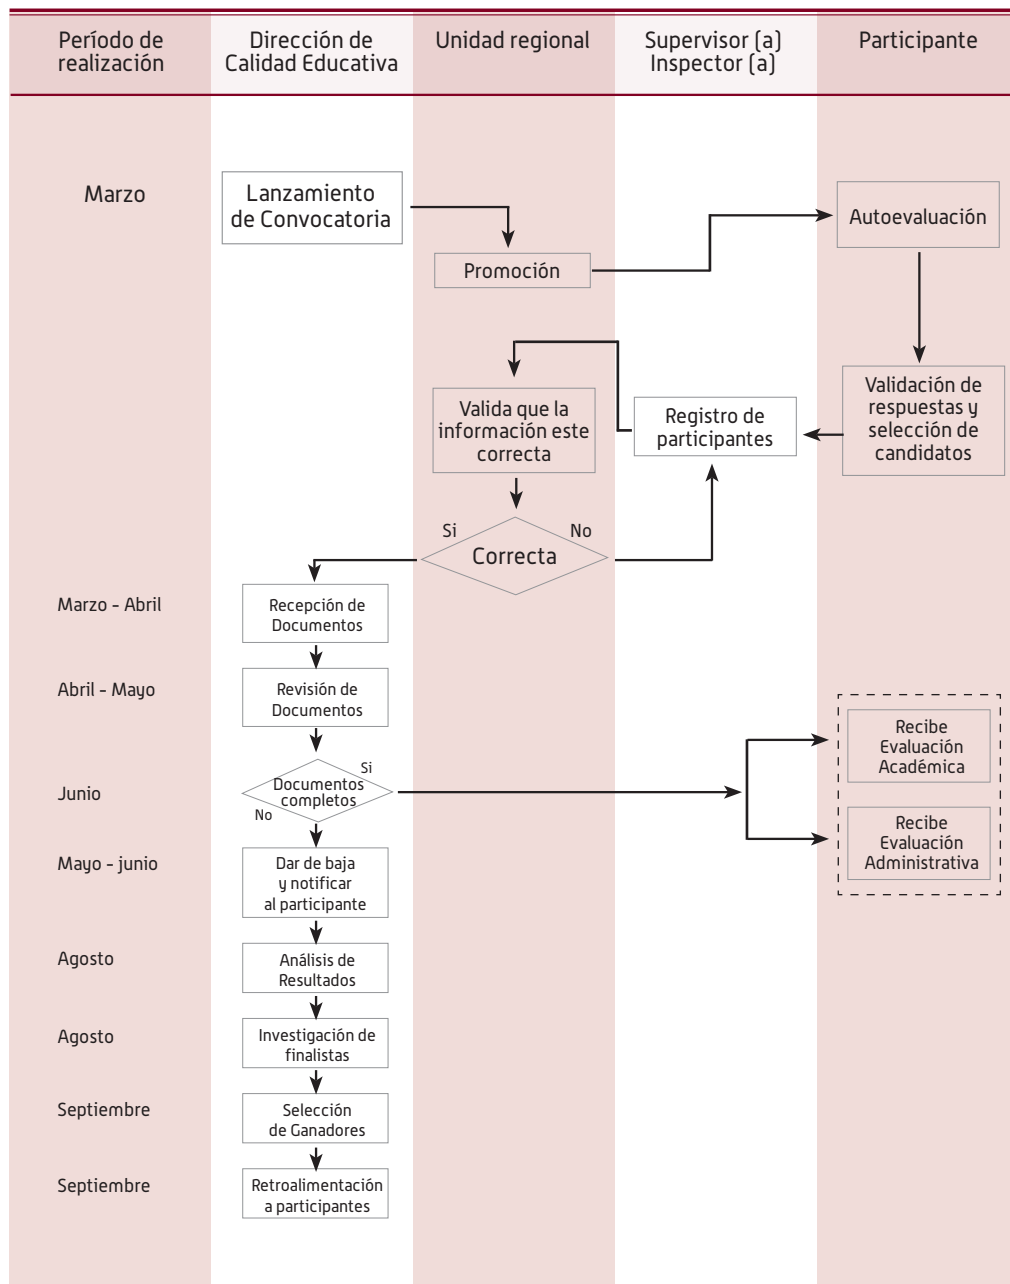 Período de
realización
Dirección de
Calidad Educativa
Unidad regional
Supervisor (a)
Inspector (a)
Participante
Marzo
Lanzamiento
de Convocatoria
Promoción
Autoevaluación
Validación de
respuestas y
selección de
candidatos
Registro de
participantes
Valida que la
información este
correcta
Si
No
Correcta
Marzo - Abril
Recepción de
Documentos
Abril - Mayo
Revisión de
Documentos
Junio
Si
Documentos
completos
No
Recibe
Evaluación
Académica
Recibe
Evaluación
Administrativa
Mayo - junio
Dar de baja
y notificar
al participante
Agosto
Análisis de
Resultados
Agosto
Investigación de
finalistas
Septiembre
Selección
de Ganadores
Septiembre
Retroalimentación
a participantes